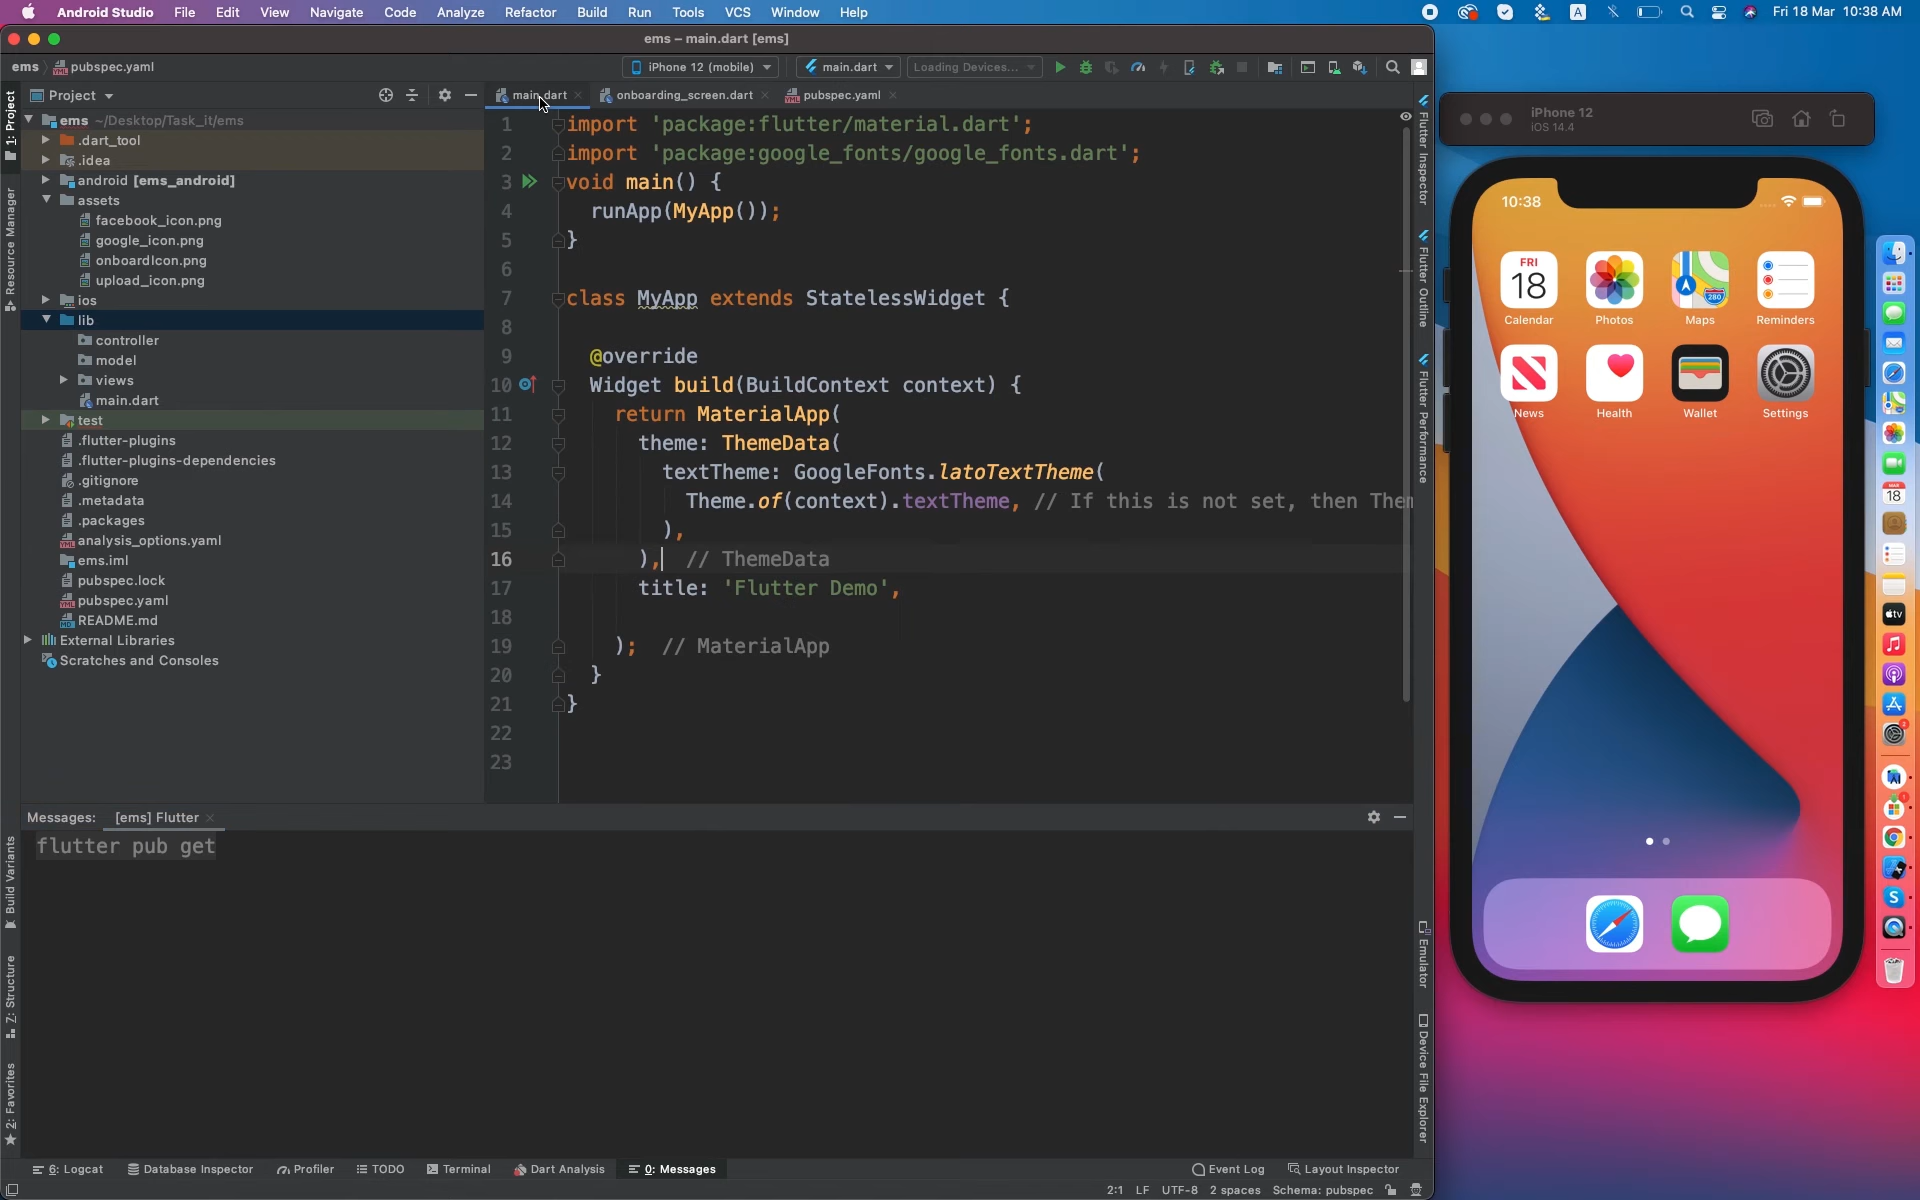 Android Studio File Edit View Navigate Code Analyze Refactor Build Run Tools VCS Window Help
A Fri 18 Mar 10:38 AM
ems – main.dart [ems]
ems pubspec.yaml
iPhone 12 (mobile) main.dart Loading Devices...
Project
main.dart onboarding_screen.dart pubspec.yaml
1: Project
Resource Manager
Build Variants
Z: Structure
2: Favorites
ems ~/Desktop/Task_it/ems
.dart_tool
.idea
android [ems_android]
assets
facebook_icon.png
google_icon.png
onboardIcon.png
upload_icon.png
ios
lib
controller
model
views
main.dart
test
.flutter-plugins
.flutter-plugins-dependencies
.gitignore
.metadata
.packages
analysis_options.yaml
ems.iml
pubspec.lock
pubspec.yaml
README.md
External Libraries
Scratches and Consoles
1 import 'package:flutter/material.dart';
2 import 'package:google_fonts/google_fonts.dart';
3 void main() {
4 runApp(MyApp());
5 }
6
7 class MyApp extends StatelessWidget {
8
9 @override
10 Widget build(BuildContext context) {
11 return MaterialApp(
12 theme: ThemeData(
13 textTheme: GoogleFonts.latoTextTheme(
14 Theme.of(context).textTheme, // If this is not set, then Ther
15 ),
16 ), // ThemeData
17 title: 'Flutter Demo',
18
19 ); // MaterialApp
20 }
21 }
22
23
Flutter Inspector
Flutter Outline
Flutter Performance
Emulator
Device File Explorer
Messages: [ems] Flutter
flutter pub get
6: Logcat Database Inspector Profiler TODO Terminal Dart Analysis 0: Messages Event Log Layout Inspector
2:1 LF UTF-8 2 spaces Schema: pubspec
iPhone 12
iOS 14.4
10:38
FRI
18
280
Calendar Photos Maps Reminders
News Health Wallet Settings
18
tv
S